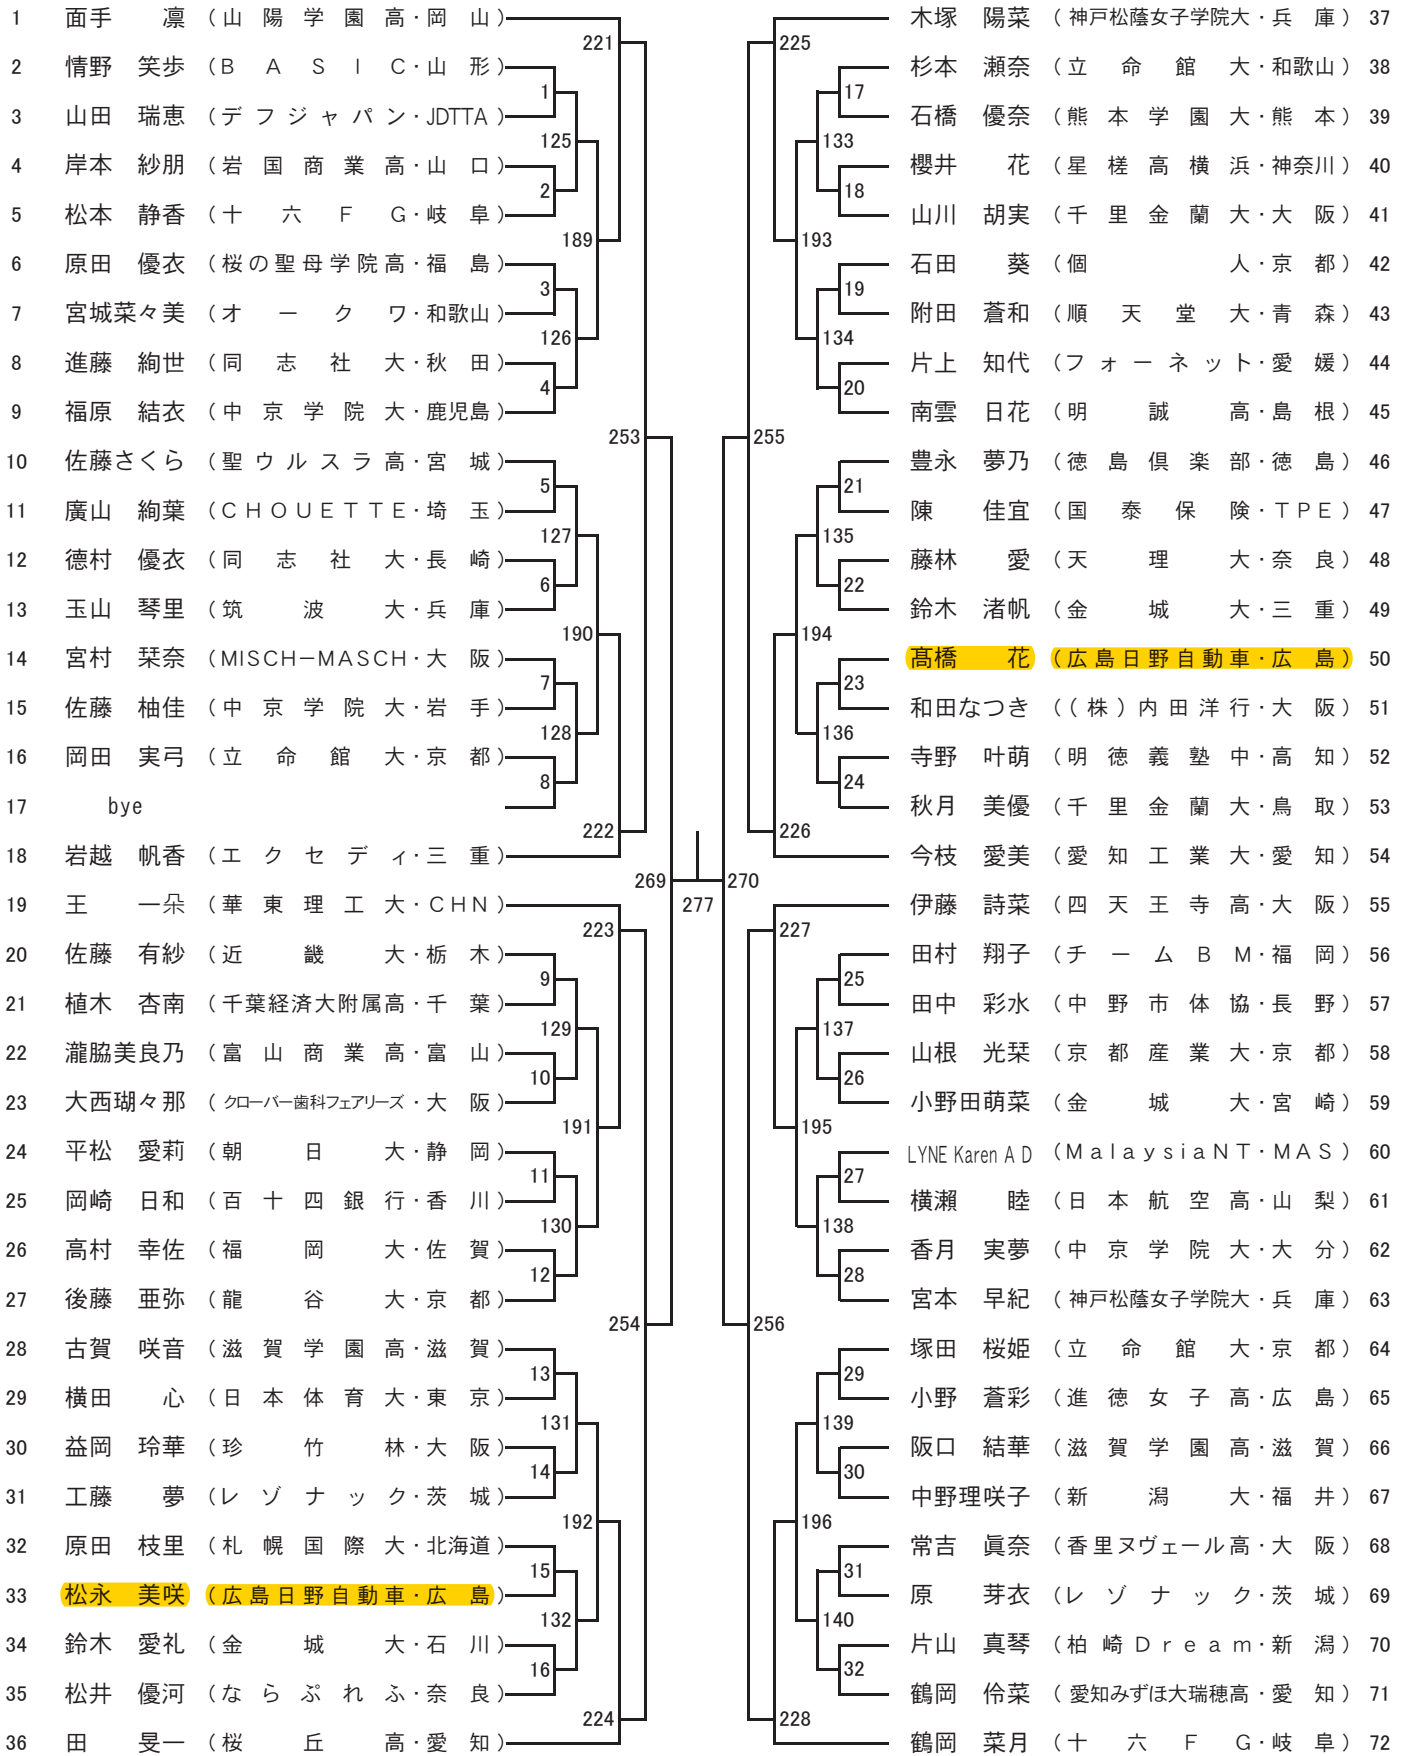 1 面手 凛 (山陽学園高・岡山)
2 情野 笑歩 (BASIC・山形)
3 山田 瑞恵 (デフジャパン・JDTTA)
4 岸本 紗朋 (岩国商業高・山口)
5 松本 静香 (十六FG・岐阜)
6 原田 優衣 (桜の聖母学院高・福島)
7 宮城菜々美 (オークワ・和歌山)
8 進藤 絢世 (同志社大・秋田)
9 福原 結衣 (中京学院大・鹿児島)
10 佐藤さくら (聖ウルスラ高・宮城)
11 廣山 絢葉 (CHOUETTE・埼玉)
12 德村 優衣 (同志社大・長崎)
13 玉山 琴里 (筑波大・兵庫)
14 宮村 栞奈 (MISCH−MASCH・大阪)
15 佐藤 柚佳 (中京学院大・岩手)
16 岡田 実弓 (立命館大・京都)
17 bye
18 岩越 帆香 (エクセディ・三重)
19 王 一朵 (華東理工大・CHN)
20 佐藤 有紗 (近畿大・栃木)
21 植木 杏南 (千葉経済大附属高・千葉)
22 瀧脇美良乃 (富山商業高・富山)
23 大西瑚々那 (クローバー歯科フェアリーズ・大阪)
24 平松 愛莉 (朝日大・静岡)
25 岡崎 日和 (百十四銀行・香川)
26 高村 幸佐 (福岡大・佐賀)
27 後藤 亜弥 (龍谷大・京都)
28 古賀 咲音 (滋賀学園高・滋賀)
29 横田 心 (日本体育大・東京)
30 益岡 玲華 (珍竹林・大阪)
31 工藤 夢 (レゾナック・茨城)
32 原田 枝里 (札幌国際大・北海道)
33 松永 美咲 (広島日野自動車・広島)
34 鈴木 愛礼 (金城大・石川)
35 松井 優河 (ならぷれふ・奈良)
36 田 旻一 (桜丘高・愛知)
221
1
125
2
189
3
126
4
253
5
127
6
190
7
128
8
222
269
277
270
223
9
129
10
191
11
130
12
254
13
131
14
192
15
132
16
224
225
17
133
18
193
19
134
20
255
21
135
22
194
23
136
24
226
227
25
137
26
195
27
138
28
256
29
139
30
196
31
140
32
228
木塚 陽菜 (神戸松蔭女子学院大・兵庫) 37
杉本 瀬奈 (立命館大・和歌山) 38
石橋 優奈 (熊本学園大・熊本) 39
櫻井 花 (星槎高横浜・神奈川) 40
山川 胡実 (千里金蘭大・大阪) 41
石田 葵 (個人・京都) 42
附田 蒼和 (順天堂大・青森) 43
片上 知代 (フォーネット・愛媛) 44
南雲 日花 (明誠高・島根) 45
豊永 夢乃 (徳島倶楽部・徳島) 46
陳 佳宜 (国泰保険・TPE) 47
藤林 愛 (天理大・奈良) 48
鈴木 渚帆 (金城大・三重) 49
髙橋 花 (広島日野自動車・広島) 50
和田なつき ((株)内田洋行・大阪) 51
寺野 叶萌 (明徳義塾中・高知) 52
秋月 美優 (千里金蘭大・鳥取) 53
今枝 愛美 (愛知工業大・愛知) 54
伊藤 詩菜 (四天王寺高・大阪) 55
田村 翔子 (チームBM・福岡) 56
田中 彩水 (中野市体協・長野) 57
山根 光栞 (京都産業大・京都) 58
小野田萌菜 (金城大・宮崎) 59
LYNE Karen A D (MalaysiaNT・MAS) 60
横瀬 睦 (日本航空高・山梨) 61
香月 実夢 (中京学院大・大分) 62
宮本 早紀 (神戸松蔭女子学院大・兵庫) 63
塚田 桜姫 (立命館大・京都) 64
小野 蒼彩 (進徳女子高・広島) 65
阪口 結華 (滋賀学園高・滋賀) 66
中野理咲子 (新潟大・福井) 67
常吉 眞奈 (香里ヌヴェール高・大阪) 68
原 芽衣 (レゾナック・茨城) 69
片山 真琴 (柏崎Dream・新潟) 70
鶴岡 伶菜 (愛知みずほ大瑞穂高・愛知) 71
鶴岡 菜月 (十六FG・岐阜) 72